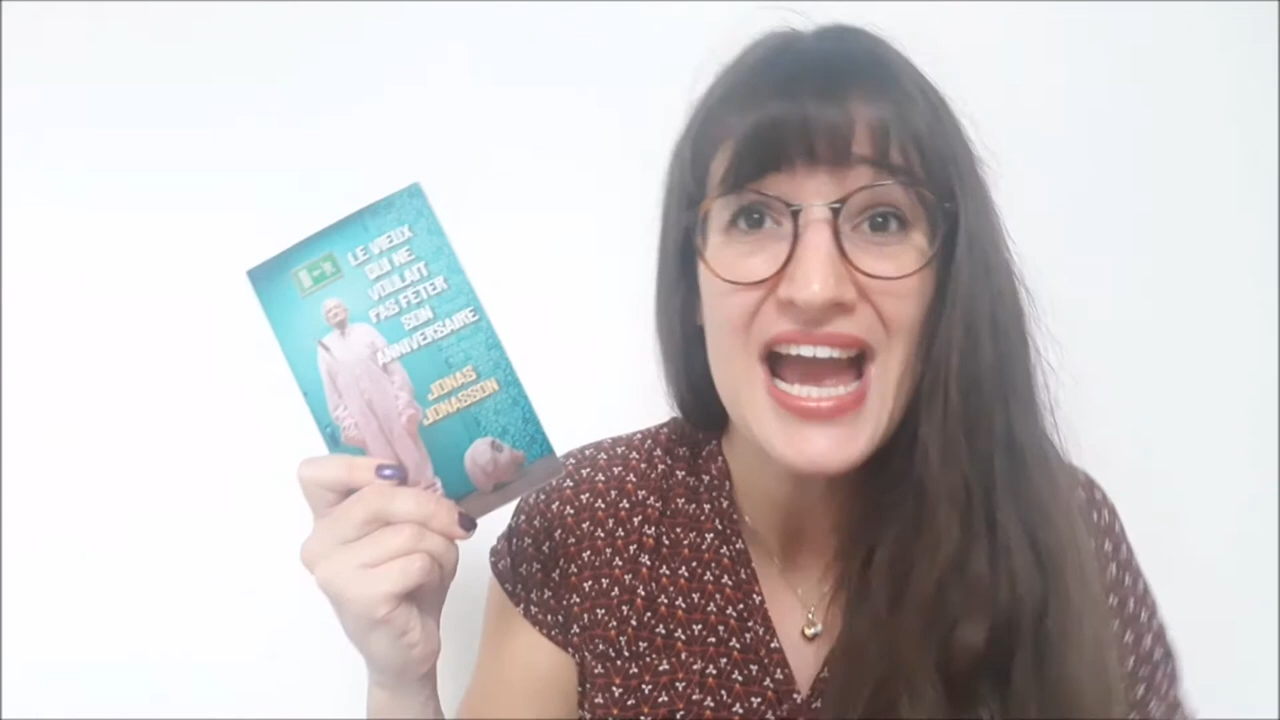 LE VIEUX
QUI NE
VOULAIT
PAS FÊTER
SON
ANNIVERSAIRE
JONAS
JONASSON